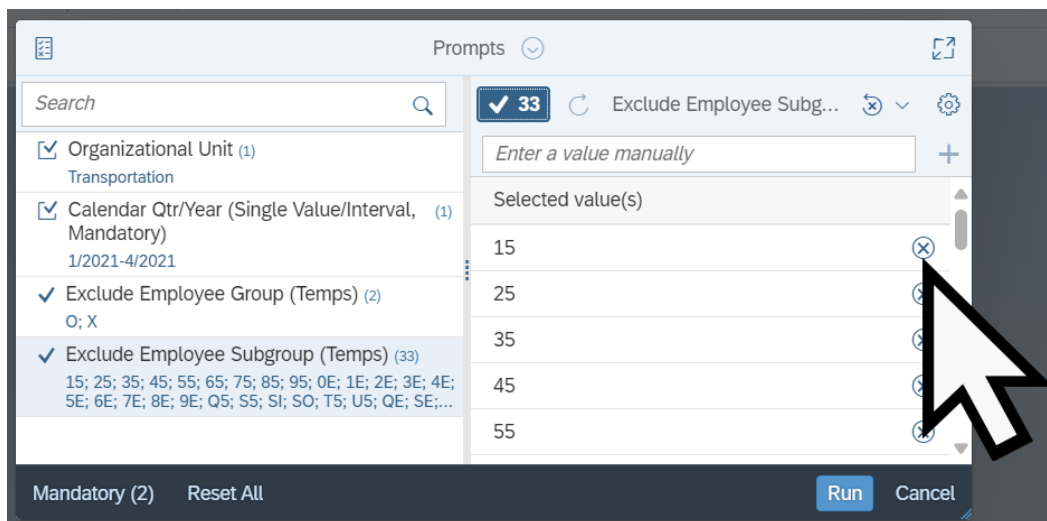 Prompts
Search
Organizational Unit (1)
Transportation
Calendar Qtr/Year (Single Value/Interval, (1)
Mandatory)
1/2021-4/2021
Exclude Employee Group (Temps) (2)
O; X
Exclude Employee Subgroup (Temps) (33)
15; 25; 35; 45; 55; 65; 75; 85; 95; 0E; 1E; 2E; 3E; 4E;
5E; 6E; 7E; 8E; 9E; Q5; S5; SI; SO; T5; U5; QE; SE;...
33 Exclude Employee Subg...
Enter a value manually
Selected value(s)
15
25
35
45
55
Mandatory (2) Reset All Run Cancel